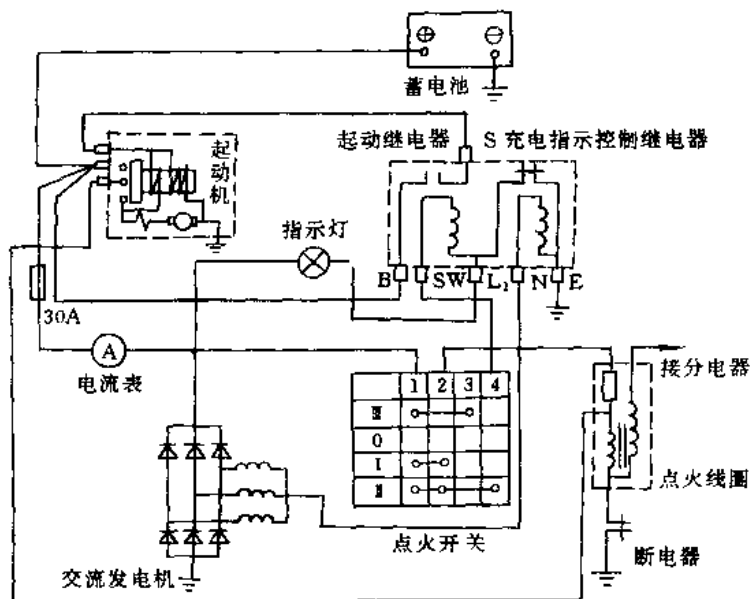 ⊕ ⊖
蓄电池
起动继电器 S 充电指示控制继电器
起动机
指示灯
B SW L₁ N E
30A
A
电流表
1 2 3 4
0
I
接分电器
点火线圈
点火开关
断电器
交流发电机